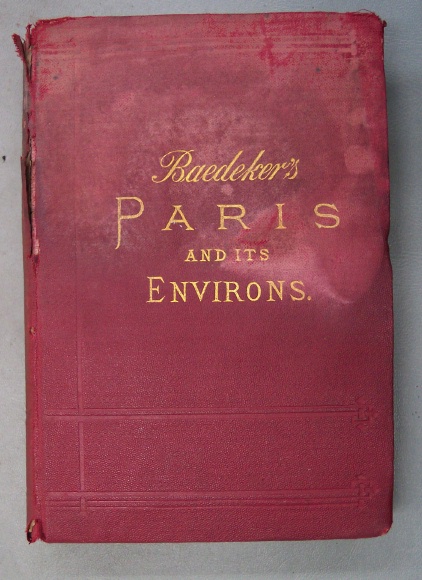 Baedeker's
PARIS
AND ITS
ENVIRONS.